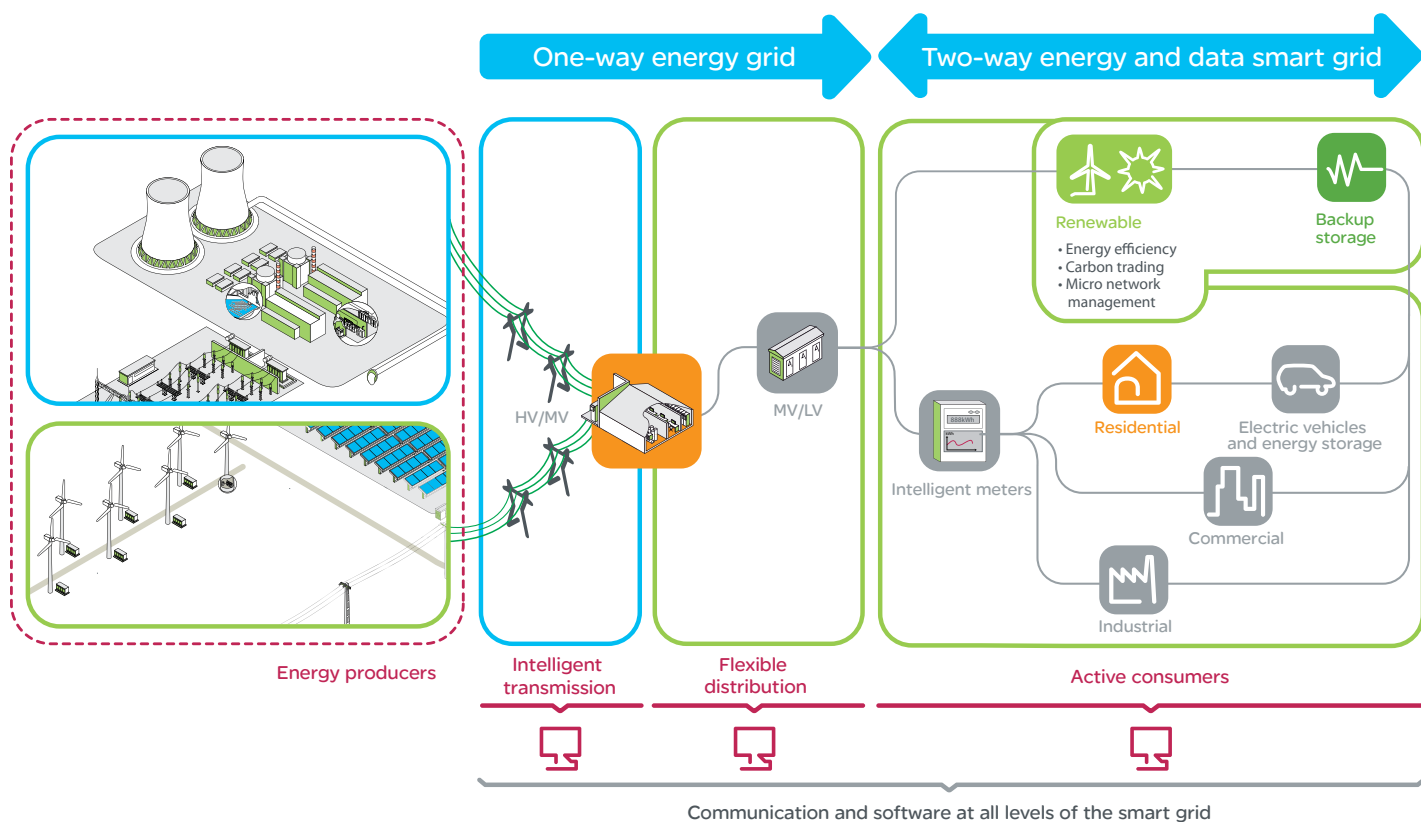 One-way energy grid
Two-way energy and data smart grid
Renewable
• Energy efficiency
• Carbon trading
• Micro network
management
Backup
storage
HV/MV
MV/LV
888kWh
Residential
Electric vehicles
and energy storage
Intelligent meters
Commercial
Industrial
Energy producers
Intelligent
transmission
Flexible
distribution
Active consumers
Communication and software at all levels of the smart grid